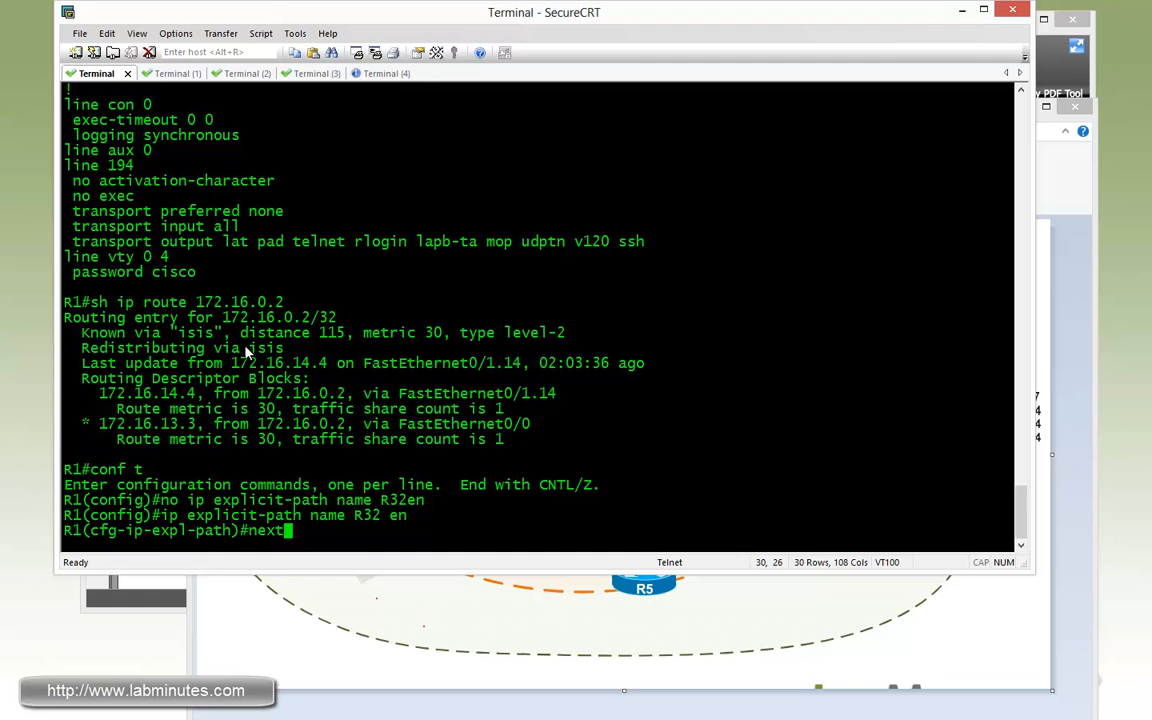 Terminal - SecureCRT
File Edit View Options Transfer Script Tools Help
Enter host <Alt+R>
Terminal Terminal (1) Terminal (2) Terminal (3) Terminal (4)
!
line con 0
exec-timeout 0 0
logging synchronous
line aux 0
line 194
no activation-character
no exec
transport preferred none
transport input all
transport output lat pad telnet rlogin lapb-ta mop udptn v120 ssh
line vty 0 4
password cisco
R1#sh ip route 172.16.0.2
Routing entry for 172.16.0.2/32
Known via "isis", distance 115, metric 30, type level-2
Redistributing via isis
Last update from 172.16.14.4 on FastEthernet0/1.14, 02:03:36 ago
Routing Descriptor Blocks:
172.16.14.4, from 172.16.0.2, via FastEthernet0/1.14
Route metric is 30, traffic share count is 1
* 172.16.13.3, from 172.16.0.2, via FastEthernet0/0
Route metric is 30, traffic share count is 1
R1#conf t
Enter configuration commands, one per line. End with CNTL/Z.
R1(config)#no ip explicit-path name R32en
R1(config)#ip explicit-path name R32 en
R1(cfg-ip-expl-path)#next
Ready Telnet 30, 26 30 Rows, 108 Cols VT100 CAP NUM
y PDF Tool
7
4
4
4
R5
http://www.labminutes.com